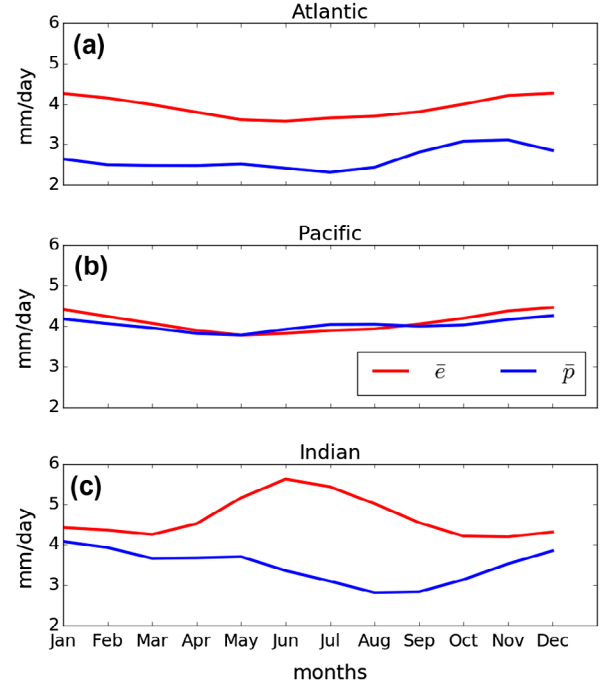 Atlantic
(a)
6
5
4
3
2
mm/day
Pacific
(b)
6
5
4
3
2
mm/day
ē p̄
Indian
(c)
6
5
4
3
2
mm/day
Jan Feb Mar Apr May Jun Jul Aug Sep Oct Nov Dec
months